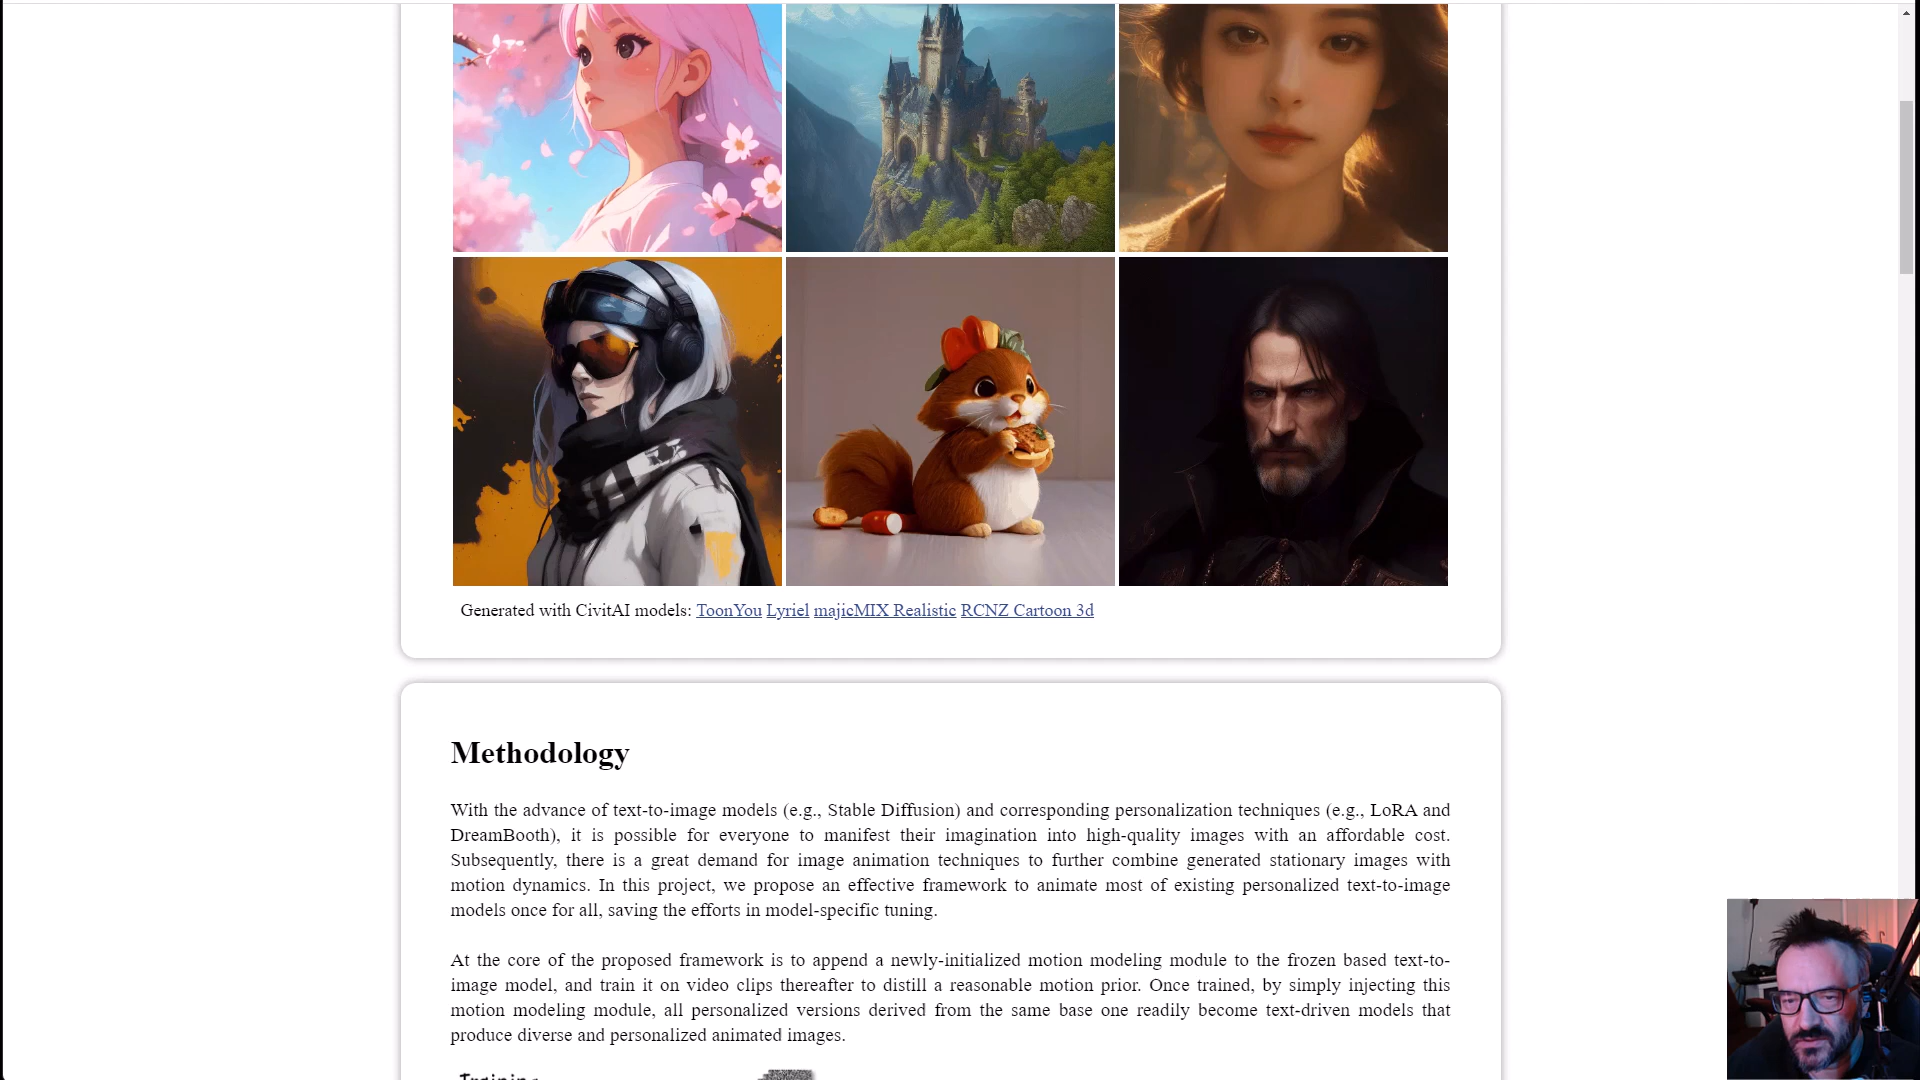 Generated with CivitAI models: ToonYou Lyriel majicMIX Realistic RCNZ Cartoon 3d
Methodology
With the advance of text-to-image models (e.g., Stable Diffusion) and corresponding personalization techniques (e.g., LoRA and
DreamBooth), it is possible for everyone to manifest their imagination into high-quality images with an affordable cost.
Subsequently, there is a great demand for image animation techniques to further combine generated stationary images with
motion dynamics. In this project, we propose an effective framework to animate most of existing personalized text-to-image
models once for all, saving the efforts in model-specific tuning.
At the core of the proposed framework is to append a newly-initialized motion modeling module to the frozen based text-to-
image model, and train it on video clips thereafter to distill a reasonable motion prior. Once trained, by simply injecting this
motion modeling module, all personalized versions derived from the same base one readily become text-driven models that
produce diverse and personalized animated images.